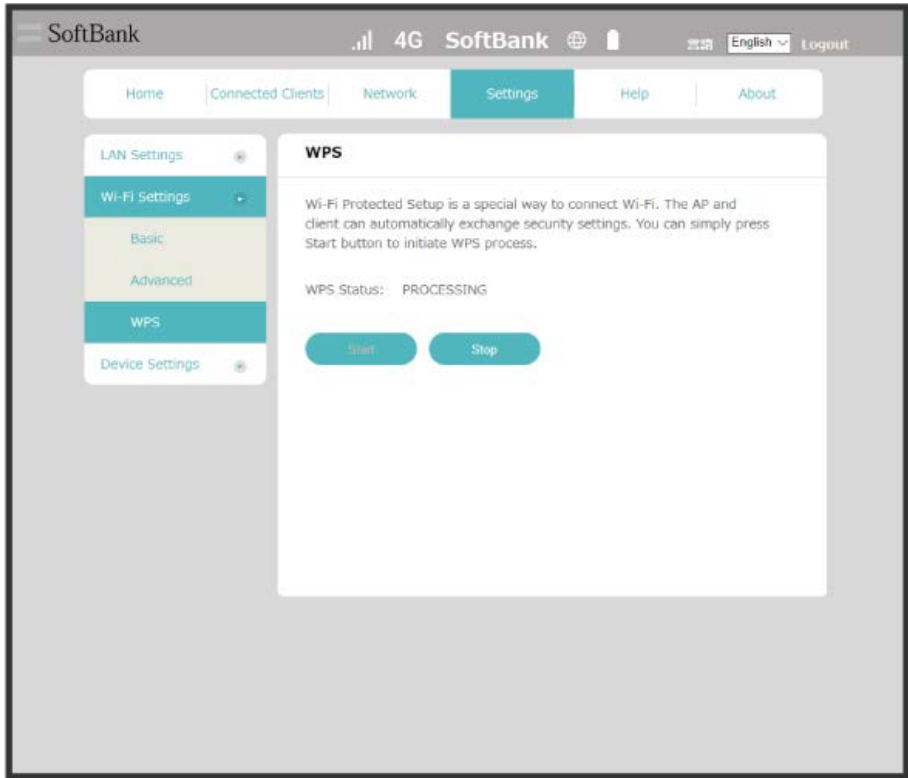 SoftBank
4G SoftBank
言語 English Logout
Home Connected Clients Network Settings Help About
LAN Settings
Wi-Fi Settings
Basic
Advanced
WPS
Device Settings
WPS
Wi-Fi Protected Setup is a special way to connect Wi-Fi. The AP and
client can automatically exchange security settings. You can simply press
Start button to initiate WPS process.
WPS Status: PROCESSING
Start Stop